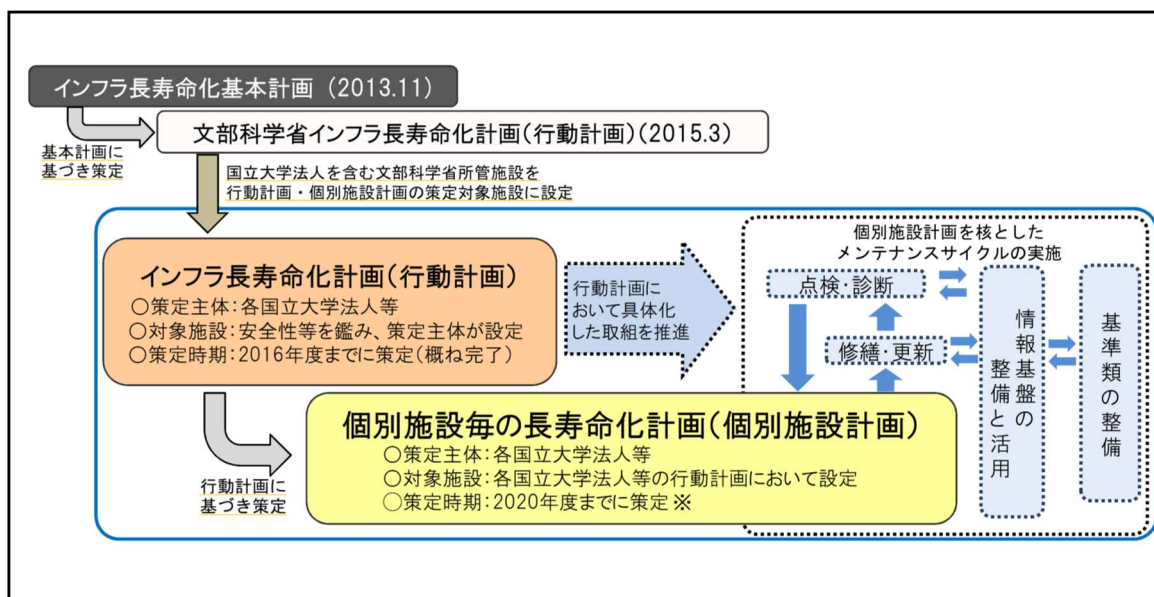 インフラ長寿命化基本計画（2013.11）
文部科学省インフラ長寿命化計画（行動計画）（2015.3）
基本計画に
基づき策定
国立大学法人を含む文部科学省所管施設を
行動計画・個別施設計画の策定対象施設に設定
インフラ長寿命化計画（行動計画）
○策定主体：各国立大学法人等
○対象施設：安全性等を鑑み、策定主体が設定
○策定時期：2016年度までに策定（概ね完了）
行動計画に
おいて具体化
した取組を推進
個別施設計画を核とした
メンテナンスサイクルの実施
点検・診断
修繕・更新
情報基盤の
整備と活用
基準類の整備
行動計画に
基づき策定
個別施設毎の長寿命化計画（個別施設計画）
○策定主体：各国立大学法人等
○対象施設：各国立大学法人等の行動計画において設定
○策定時期：2020年度までに策定 ※